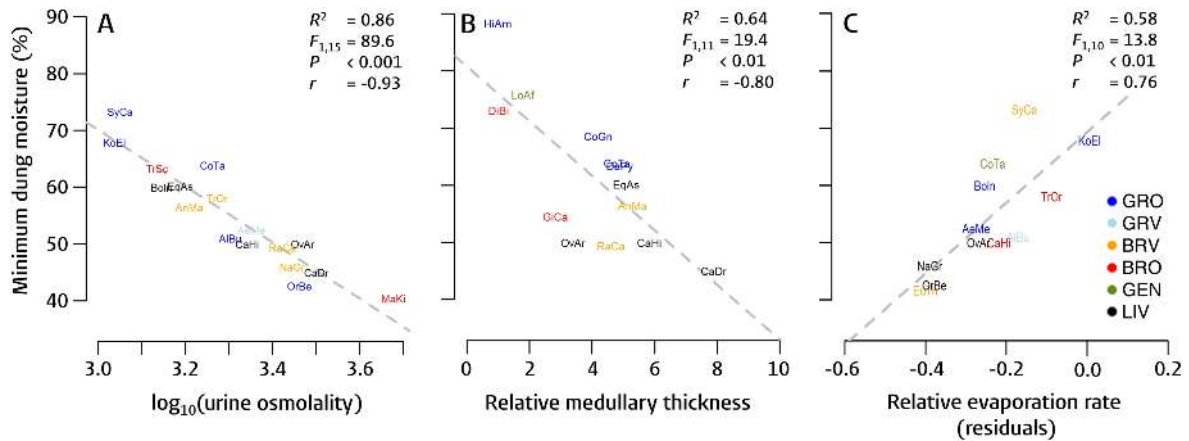 A
R² = 0.86
F1,15 = 89.6
P < 0.001
r = -0.93
B
R² = 0.64
F1,11 = 19.4
P < 0.01
r = -0.80
C
R² = 0.58
F1,10 = 13.8
P < 0.01
r = 0.76
Minimum dung moisture (%)
90
80
70
60
50
40
SyCa
KoEl
TrSc
CoTa
BoIn
EqAs
TrOr
AnMa
AeMe
AlBu
CaHi
OvAr
RaCa
NaGr
CaDr
OrBe
MaKi
3.0
3.2
3.4
3.6
log10(urine osmolality)
HiAm
LoAf
DiBi
CoGn
CoTa
EqAs
AnMa
GiCa
OvAr
RaCa
CaHi
CaDr
0
2
4
6
8
10
Relative medullary thickness
SyCa
KoEl
CoTa
BoIn
TrOr
AeMe
OvAr
CaHi
NaGr
OrBe
GRO
GRV
BRV
BRO
GEN
LIV
-0.6
-0.4
-0.2
0.0
0.2
Relative evaporation rate
(residuals)